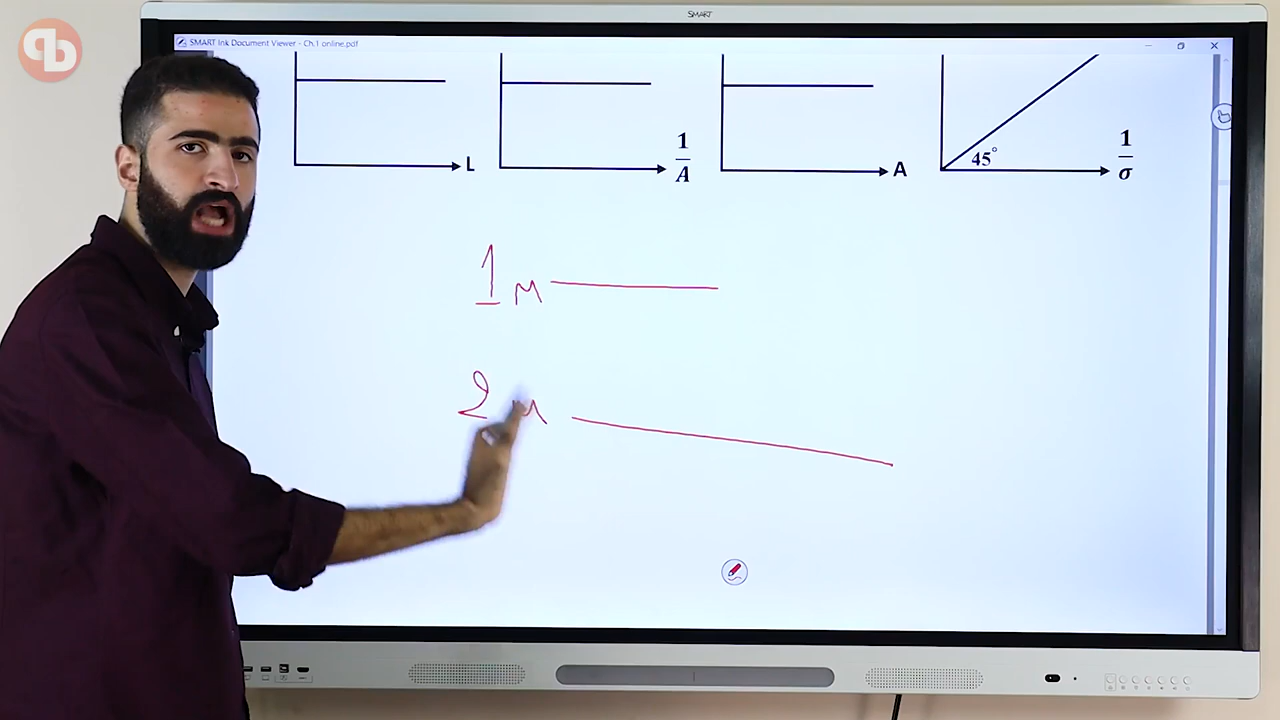 SMART
SMART Ink Document Viewer - Ch.1 online.pdf
L
1
A
A
45°
1
σ
1 M
2 M